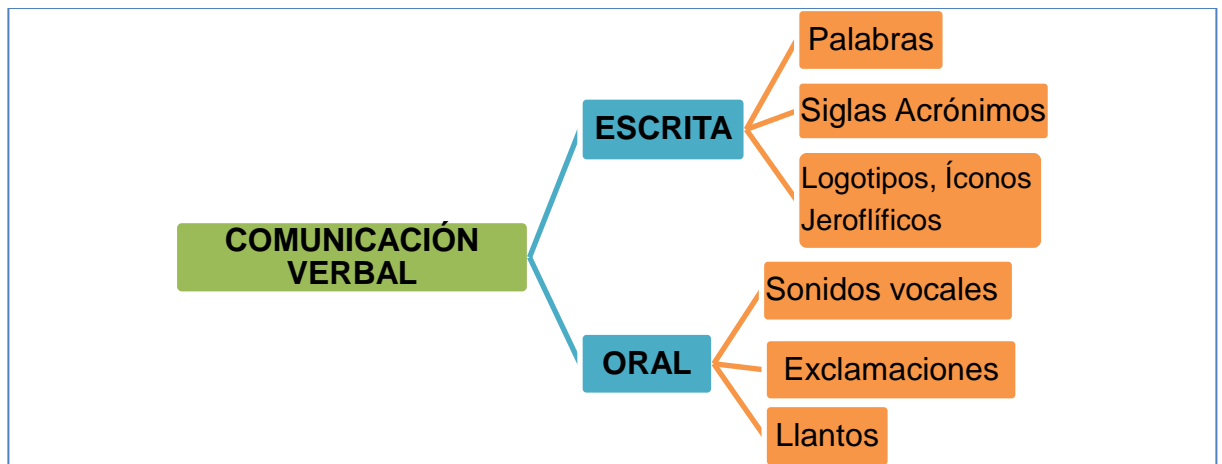 COMUNICACIÓN
VERBAL
ESCRITA
Palabras
Siglas Acrónimos
Logotipos, Íconos
Jeroflíficos
ORAL
Sonidos vocales
Exclamaciones
Llantos